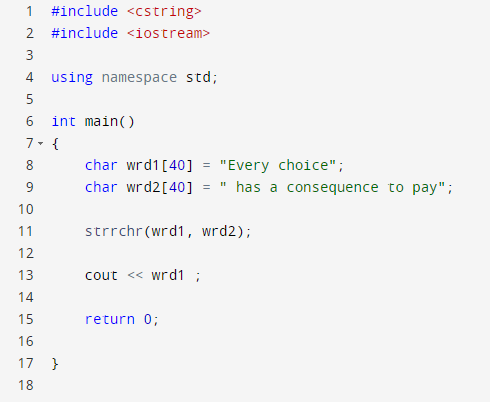 1 #include <cstring>
2 #include <iostream>
3
4 using namespace std;
5
6 int main()
7 {
8     char wrd1[40] = "Every choice";
9     char wrd2[40] = " has a consequence to pay";
10
11     strrchr(wrd1, wrd2);
12
13     cout << wrd1 ;
14
15     return 0;
16
17 }
18